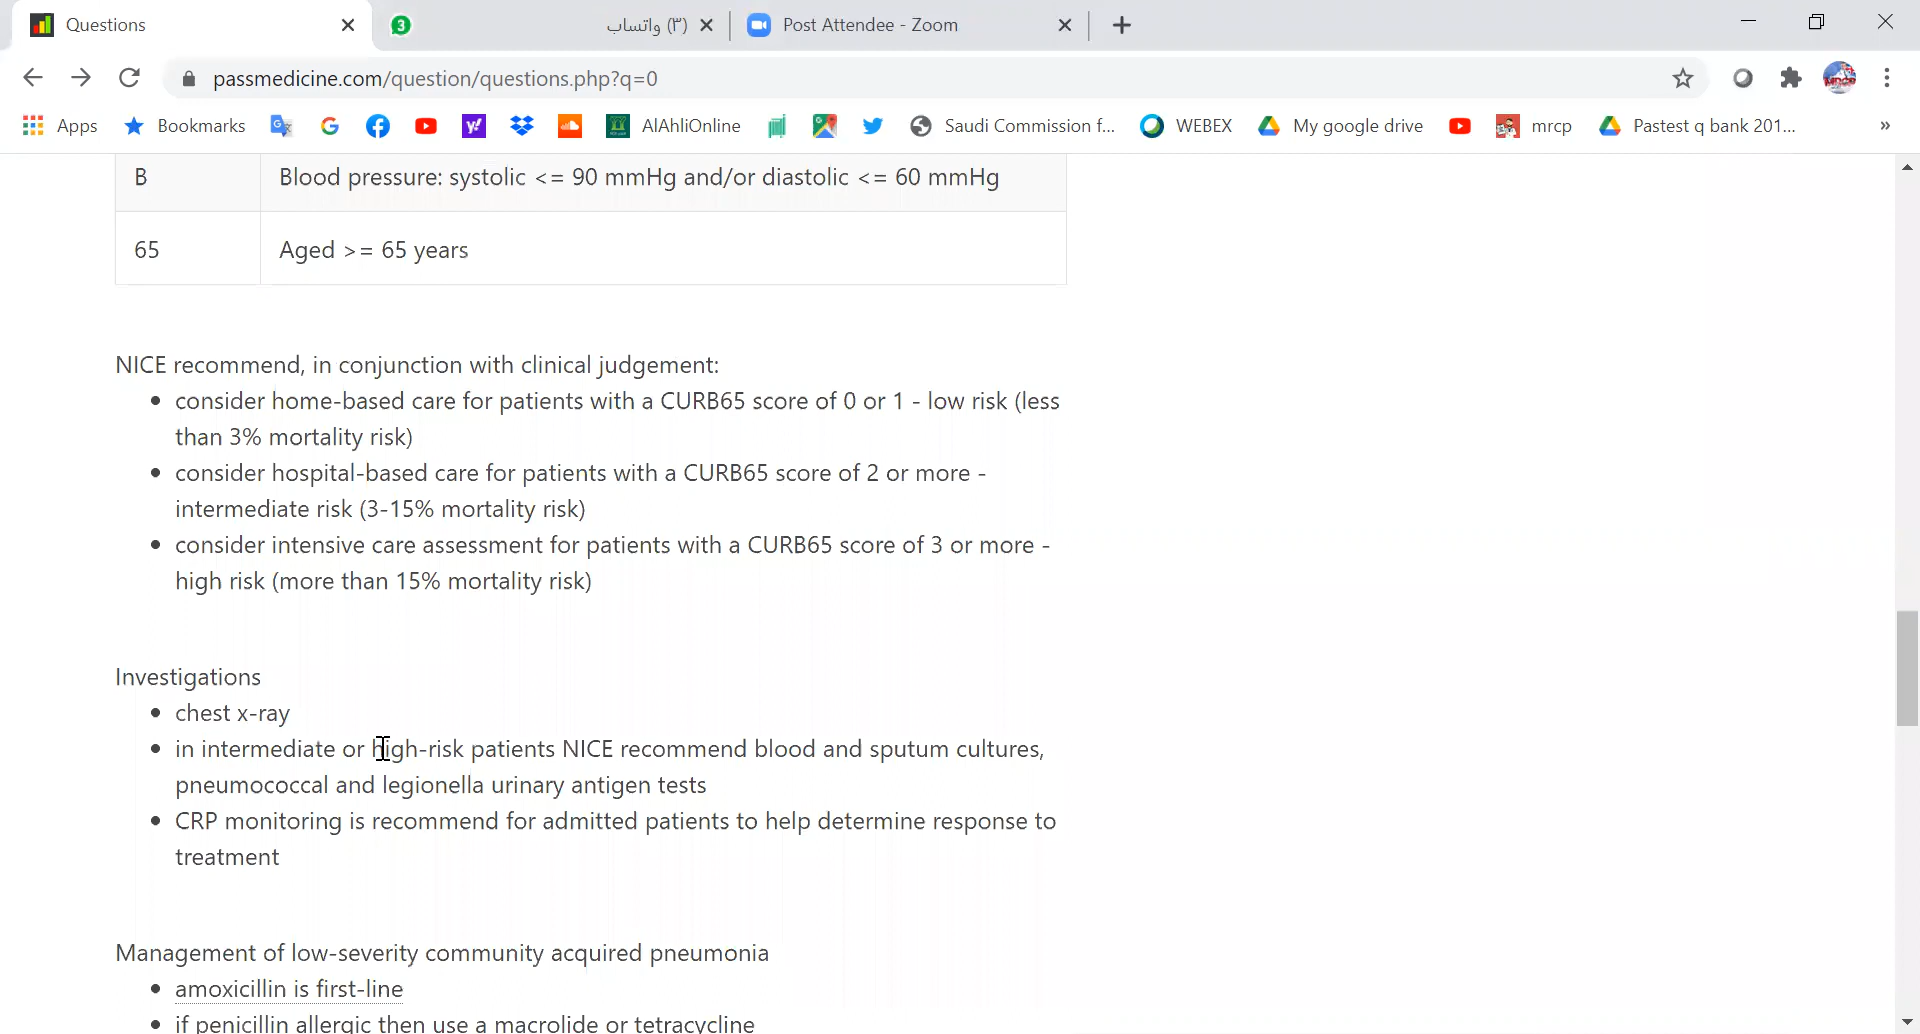 Questions
3
(٣) واتساب
Post Attendee - Zoom
passmedicine.com/question/questions.php?q=0
Apps
Bookmarks
AlAhliOnline
Saudi Commission f...
WEBEX
My google drive
mrcp
Pastest q bank 201...
»
B
Blood pressure: systolic <= 90 mmHg and/or diastolic <= 60 mmHg
65
Aged >= 65 years
NICE recommend, in conjunction with clinical judgement:
• consider home-based care for patients with a CURB65 score of 0 or 1 - low risk (less
than 3% mortality risk)
• consider hospital-based care for patients with a CURB65 score of 2 or more -
intermediate risk (3-15% mortality risk)
• consider intensive care assessment for patients with a CURB65 score of 3 or more -
high risk (more than 15% mortality risk)
Investigations
• chest x-ray
• in intermediate or high-risk patients NICE recommend blood and sputum cultures,
pneumococcal and legionella urinary antigen tests
• CRP monitoring is recommend for admitted patients to help determine response to
treatment
Management of low-severity community acquired pneumonia
• amoxicillin is first-line
• if penicillin allergic then use a macrolide or tetracycline